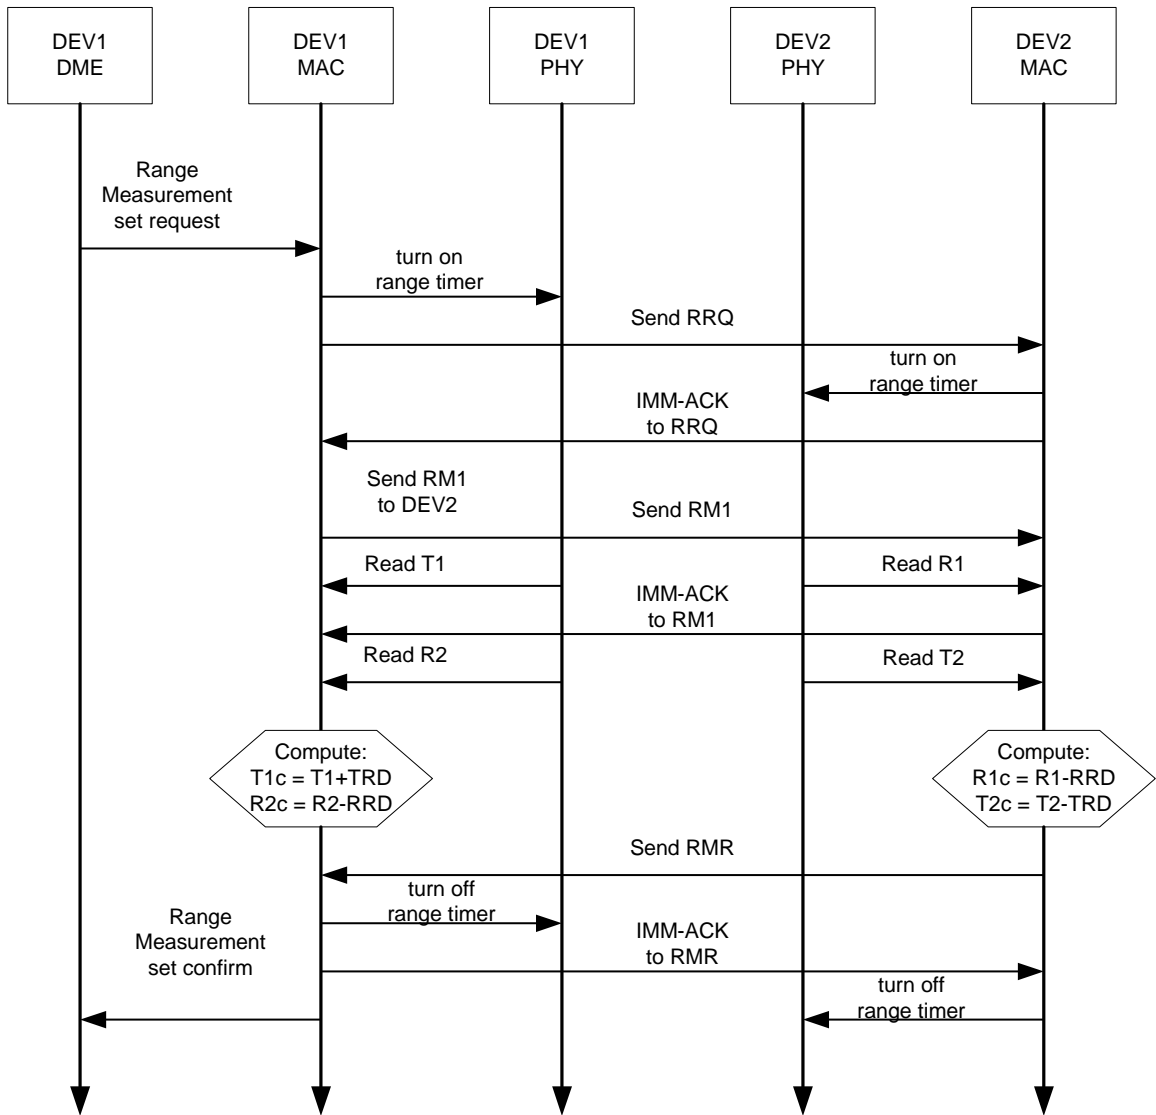 DEV1
DME
DEV1
MAC
DEV1
PHY
DEV2
PHY
DEV2
MAC
Range
Measurement
set request
turn on
range timer
Send RRQ
turn on
range timer
IMM-ACK
to RRQ
Send RM1
to DEV2
Send RM1
Read T1
Read R1
IMM-ACK
to RM1
Read R2
Read T2
Compute:
T1c = T1+TRD
R2c = R2-RRD
Compute:
R1c = R1-RRD
T2c = T2-TRD
Send RMR
turn off
range timer
Range
Measurement
set confirm
IMM-ACK
to RMR
turn off
range timer